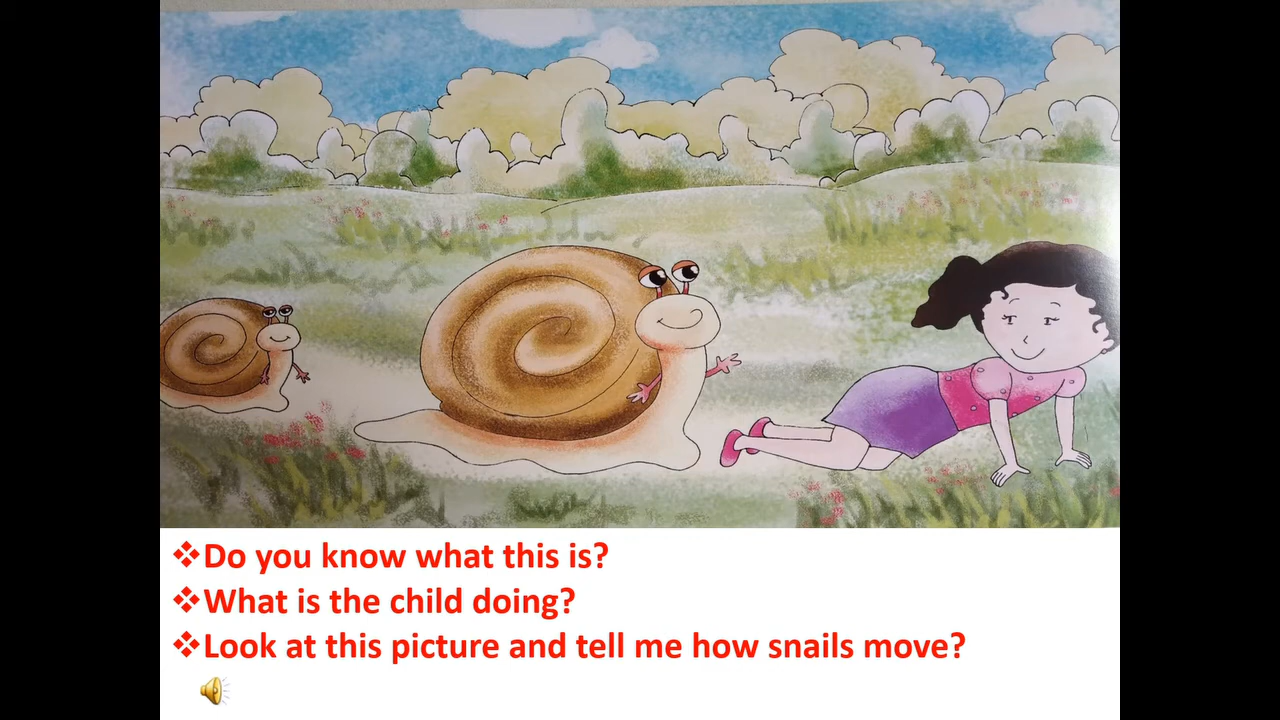 ❖Do you know what this is?
❖What is the child doing?
❖Look at this picture and tell me how snails move?